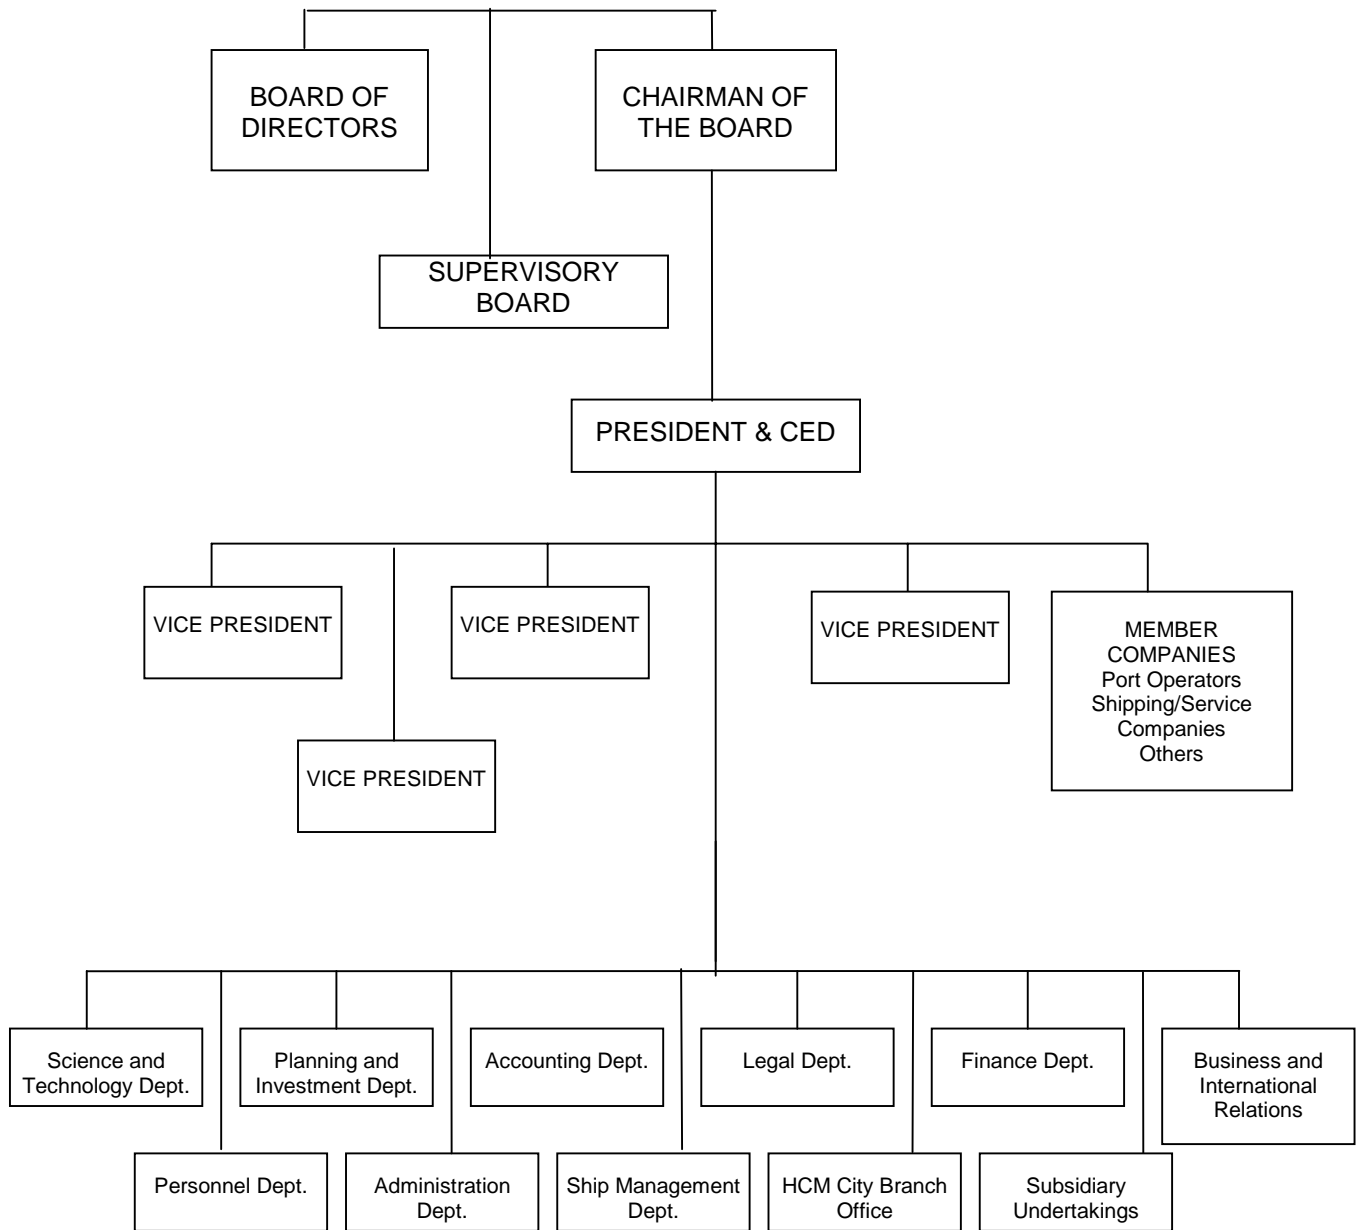 BOARD OF
DIRECTORS
CHAIRMAN OF
THE BOARD
SUPERVISORY
BOARD
PRESIDENT & CED
VICE PRESIDENT
VICE PRESIDENT
VICE PRESIDENT
MEMBER
COMPANIES
Port Operators
Shipping/Service
Companies
Others
VICE PRESIDENT
Science and
Technology Dept.
Planning and
Investment Dept.
Accounting Dept.
Legal Dept.
Finance Dept.
Business and
International
Relations
Personnel Dept.
Administration
Dept.
Ship Management
Dept.
HCM City Branch
Office
Subsidiary
Undertakings